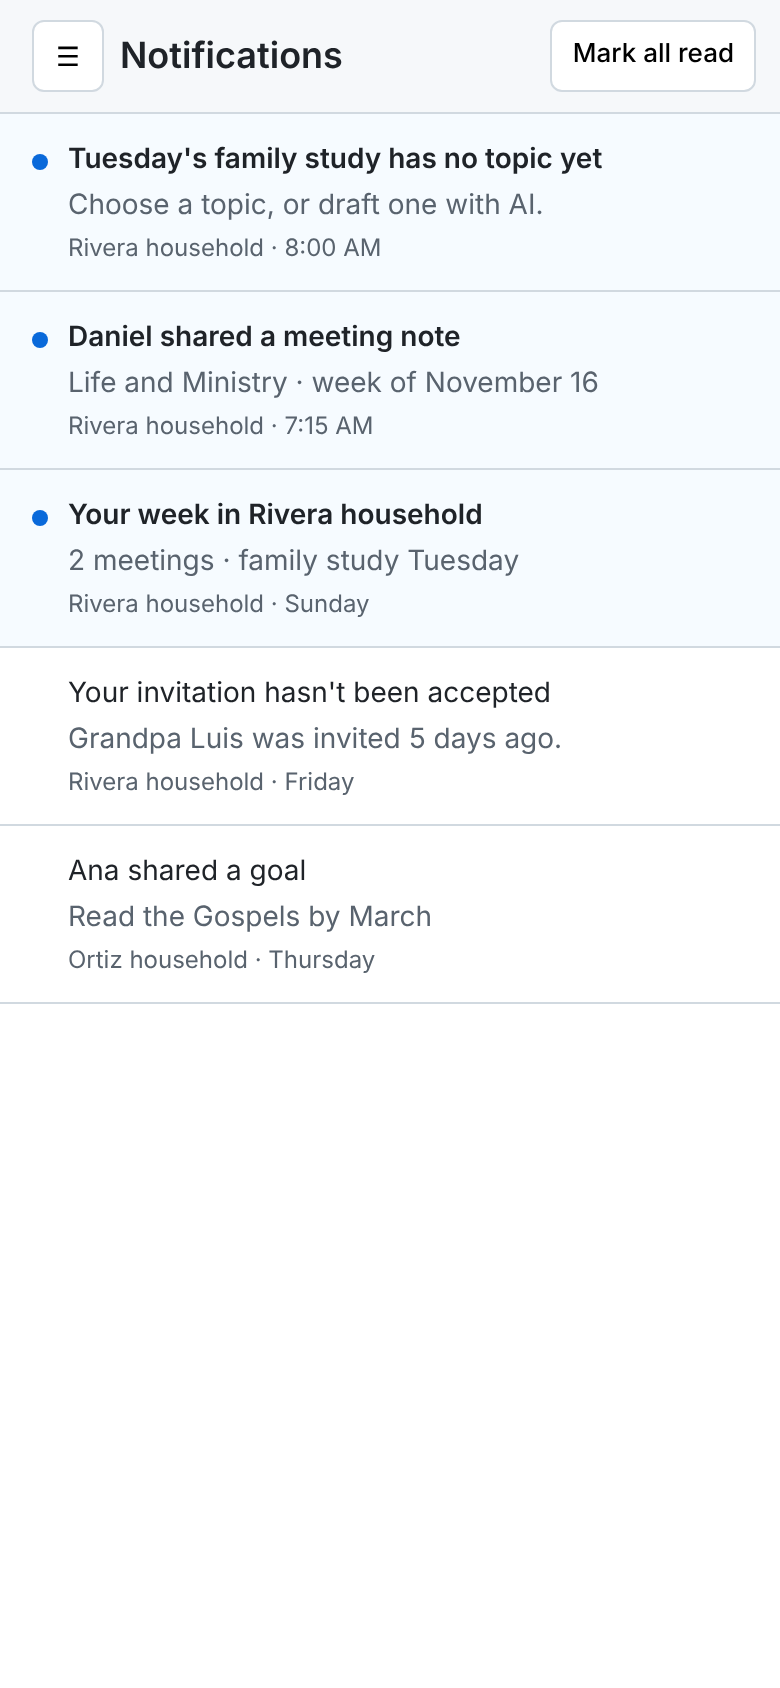 ☰ Notifications Mark all read
Tuesday's family study has no topic yet
Choose a topic, or draft one with AI.
Rivera household · 8:00 AM
Daniel shared a meeting note
Life and Ministry · week of November 16
Rivera household · 7:15 AM
Your week in Rivera household
2 meetings · family study Tuesday
Rivera household · Sunday
Your invitation hasn't been accepted
Grandpa Luis was invited 5 days ago.
Rivera household · Friday
Ana shared a goal
Read the Gospels by March
Ortiz household · Thursday